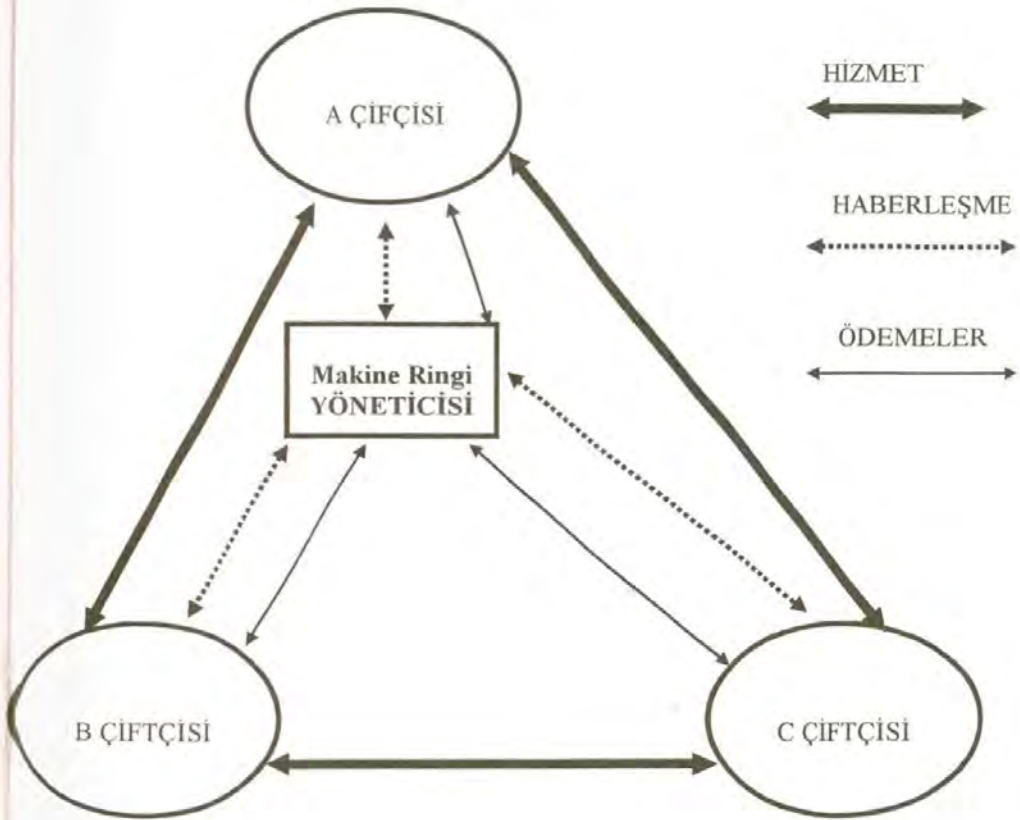 A ÇİFÇİSİ
HİZMET
HABERLEŞME
ÖDEMELER
Makine Ringi
YÖNETİCİSİ
B ÇİFTÇİSİ
C ÇİFTÇİSİ